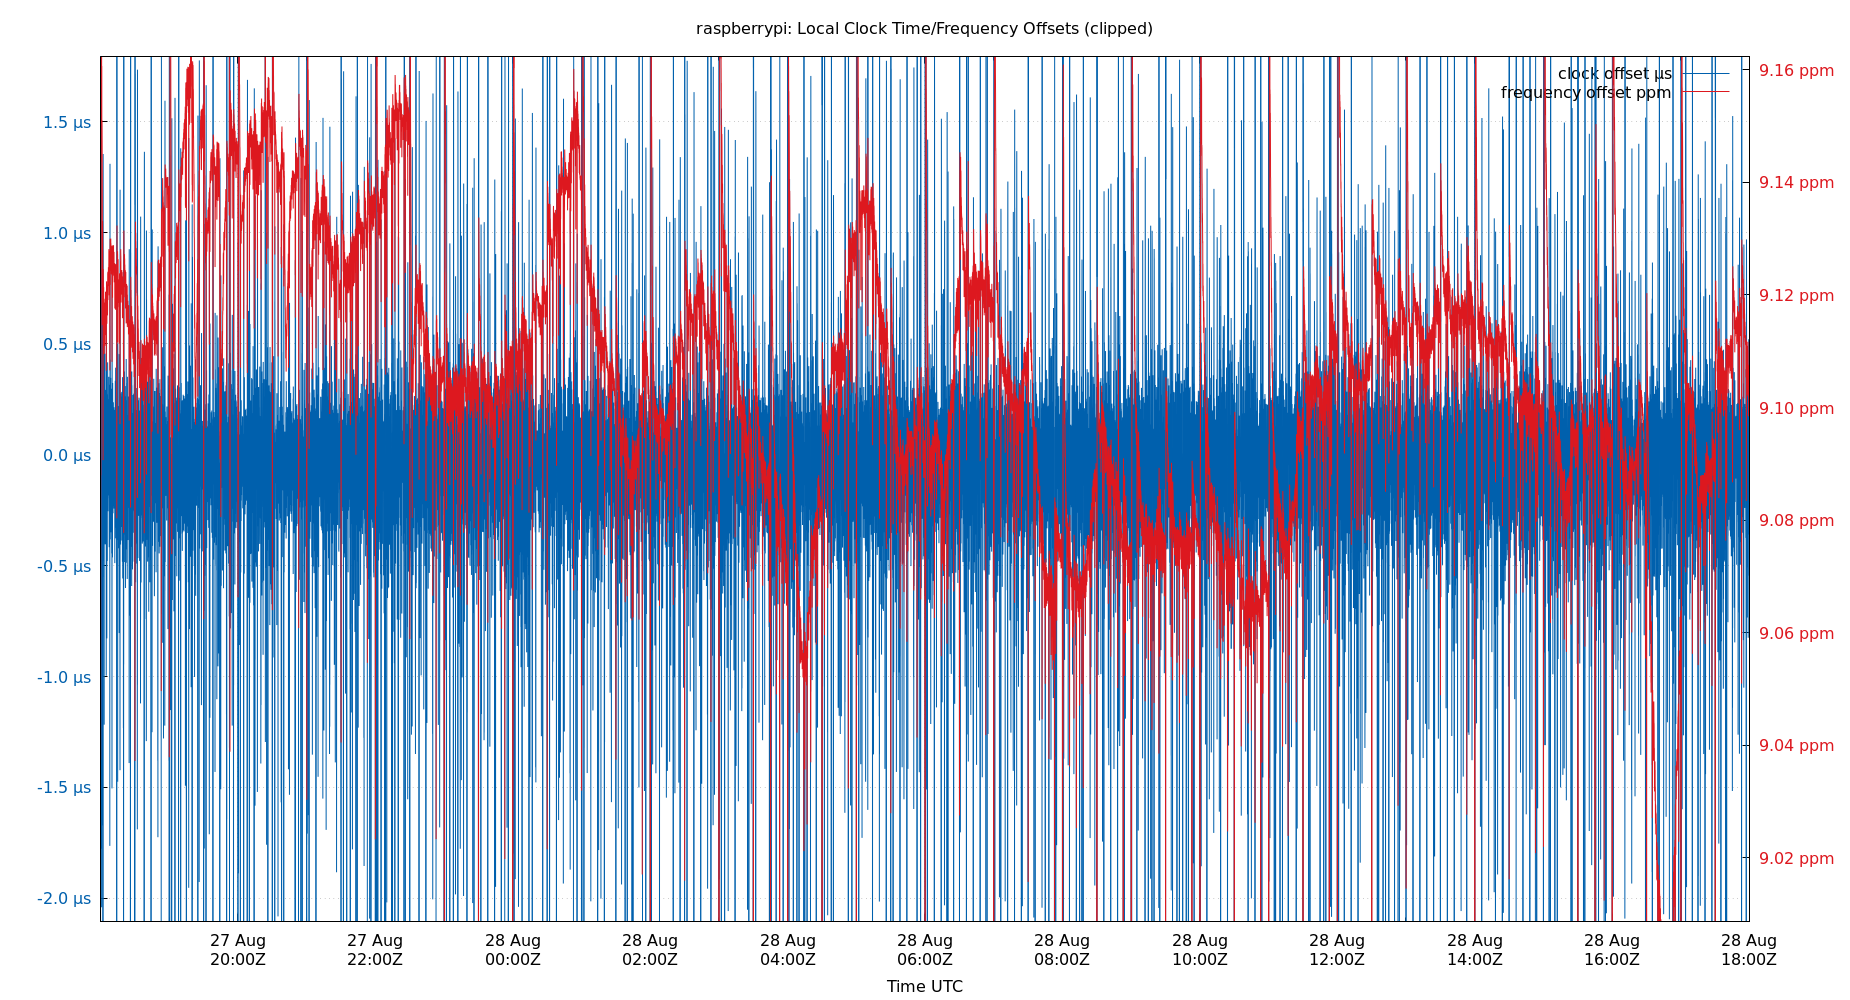 raspberrypi: Local Clock Time/Frequency Offsets (clipped)
clock offset µs
frequency offset ppm
1.5 µs
1.0 µs
0.5 µs
0.0 µs
-0.5 µs
-1.0 µs
-1.5 µs
-2.0 µs
9.16 ppm
9.14 ppm
9.12 ppm
9.10 ppm
9.08 ppm
9.06 ppm
9.04 ppm
9.02 ppm
27 Aug 27 Aug 28 Aug 28 Aug 28 Aug 28 Aug 28 Aug 28 Aug 28 Aug 28 Aug 28 Aug 28 Aug
20:00Z 22:00Z 00:00Z 02:00Z 04:00Z 06:00Z 08:00Z 10:00Z 12:00Z 14:00Z 16:00Z 18:00Z
Time UTC